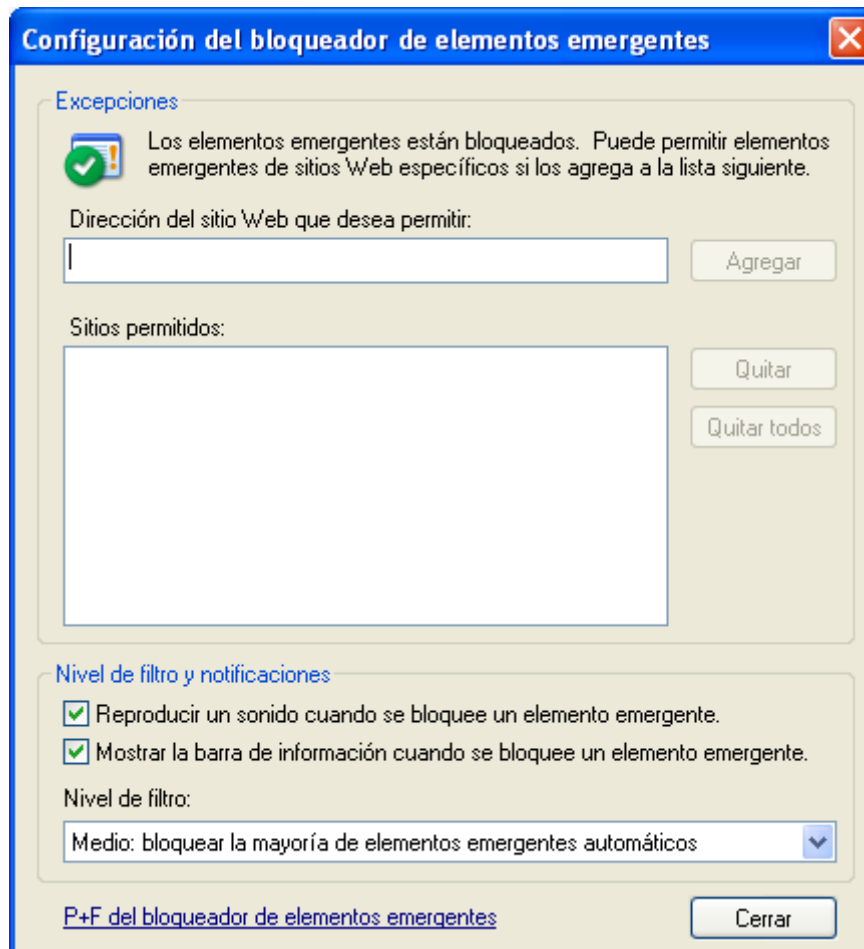 Configuración del bloqueador de elementos emergentes
Excepciones
Los elementos emergentes están bloqueados. Puede permitir elementos
emergentes de sitios Web específicos si los agrega a la lista siguiente.
Dirección del sitio Web que desea permitir:
Agregar
Sitios permitidos:
Quitar
Quitar todos
Nivel de filtro y notificaciones
Reproducir un sonido cuando se bloquee un elemento emergente.
Mostrar la barra de información cuando se bloquee un elemento emergente.
Nivel de filtro:
Medio: bloquear la mayoría de elementos emergentes automáticos
P+F del bloqueador de elementos emergentes
Cerrar